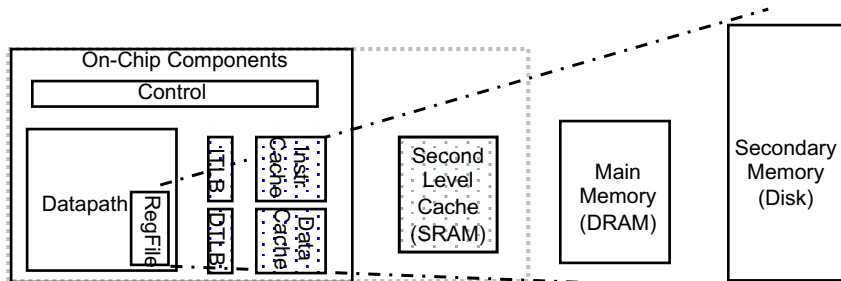 On-Chip Components
Control
Datapath
RegFile
ITLB
DTLB
Instr
Cache
Data
Cache
Second
Level
Cache
(SRAM)
Main
Memory
(DRAM)
Secondary
Memory
(Disk)